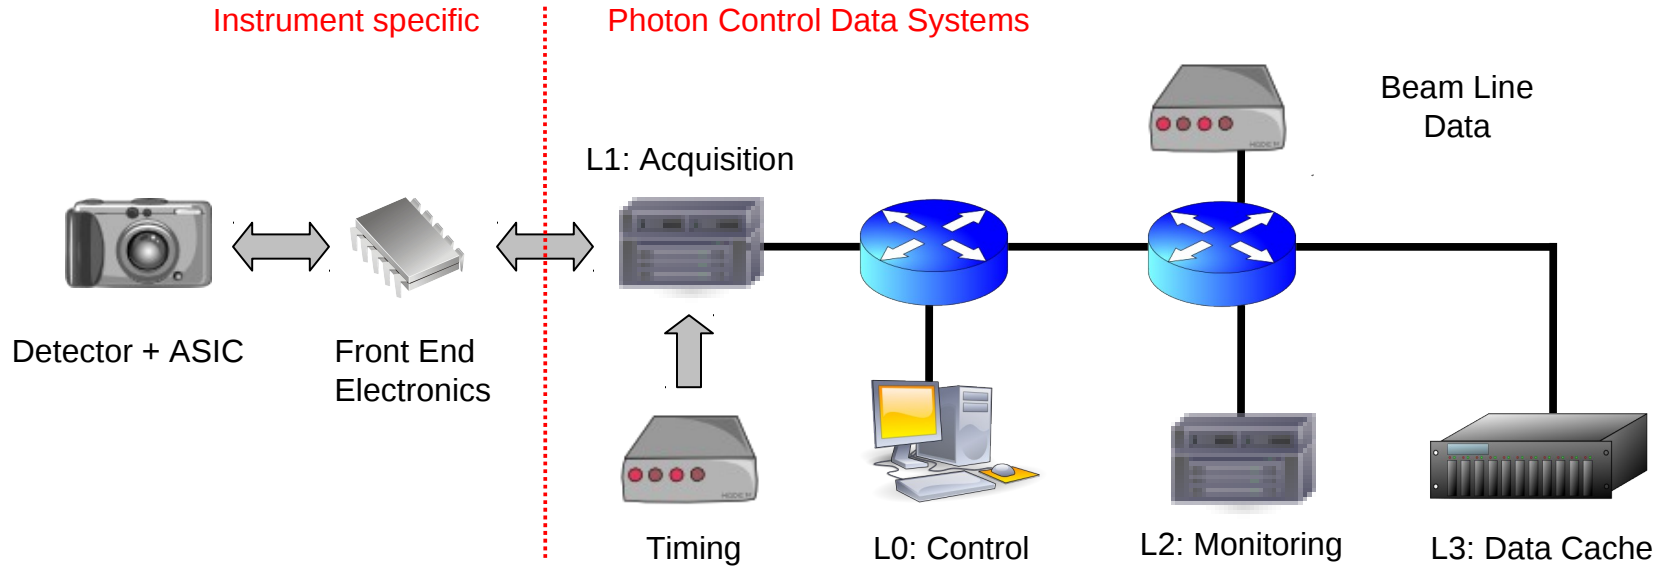 Instrument specific
Photon Control Data Systems
Beam Line
Data
L1: Acquisition
Detector + ASIC
Front End
Electronics
Timing
L0: Control
L2: Monitoring
L3: Data Cache